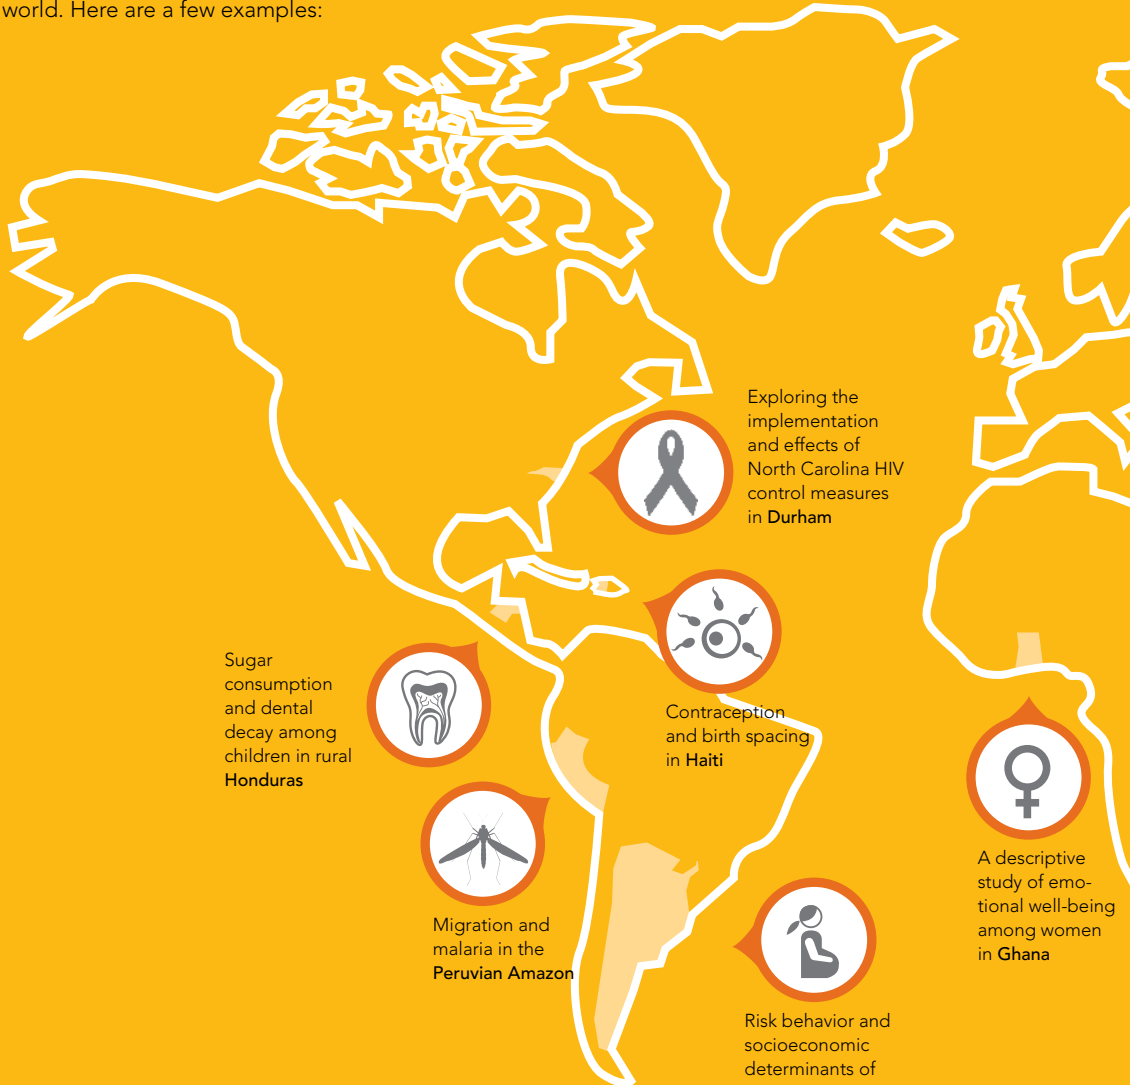 world. Here are a few examples:
Exploring the
implementation
and effects of
North Carolina HIV
control measures
in Durham
Sugar
consumption
and dental
decay among
children in rural
Honduras
Contraception
and birth spacing
in Haiti
Migration and
malaria in the
Peruvian Amazon
A descriptive
study of emo-
tional well-being
among women
in Ghana
Risk behavior and
socioeconomic
determinants of